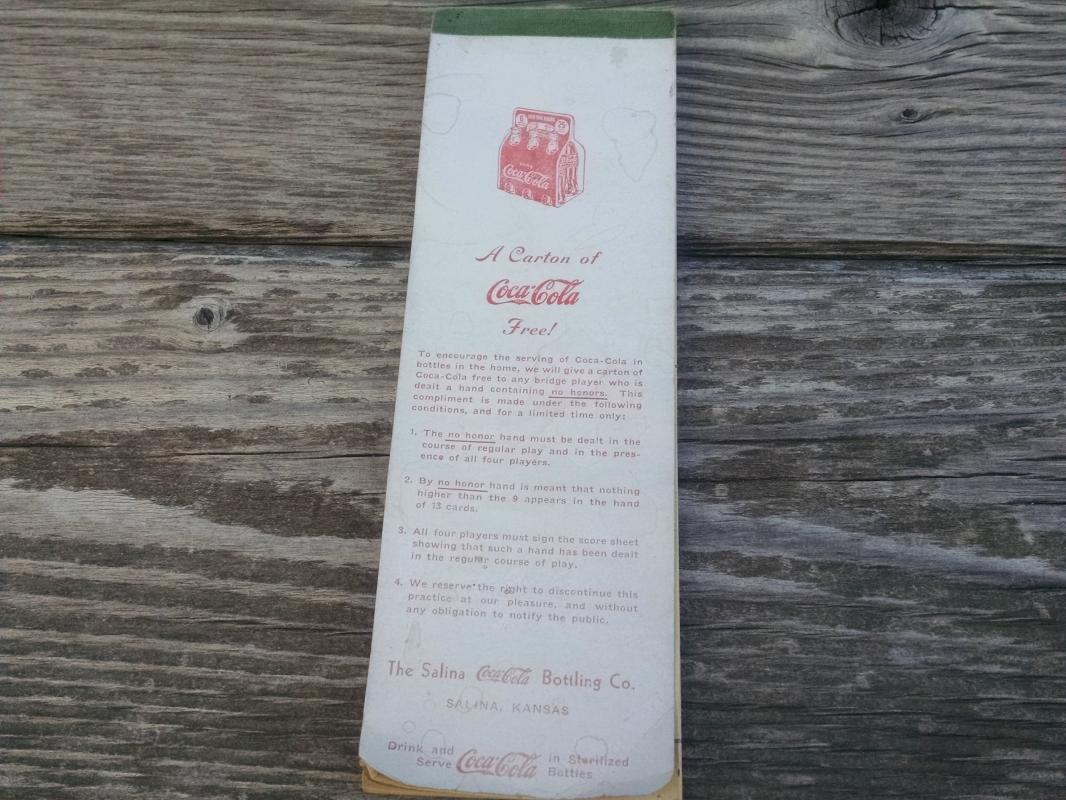 6
25
Coca-Cola
A Carton of
Coca-Cola
Free!
To encourage the serving of Coca-Cola in
bottles in the home, we will give a carton of
Coca-Cola free to any bridge player who is
dealt a hand containing no honors. This
compliment is made under the following
conditions, and for a limited time only:
1. The no honor hand must be dealt in the
course of regular play and in the pres-
ence of all four players.
2. By no honor hand is meant that nothing
higher than the 9 appears in the hand
of 13 cards.
3. All four players must sign the score sheet
showing that such a hand has been dealt
in the regular course of play.
4. We reserve the right to discontinue this
practice at our pleasure, and without
any obligation to notify the public.
The Salina Coca-Cola Bottling Co.
SALINA, KANSAS
Drink and
Serve Coca-Cola in Sterilized
Bottles